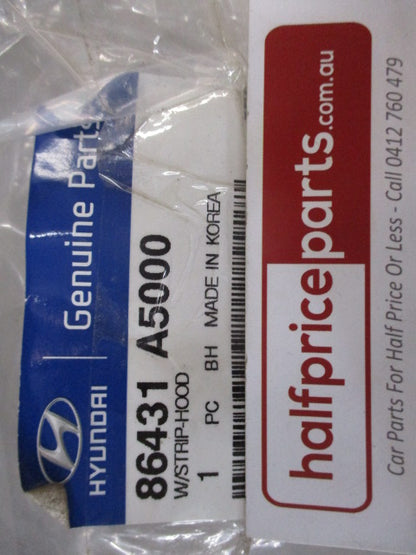 HYUNDAI | Genuine Parts
86431 A5000
W/STRIP-HOOD
1 PC BH MADE IN KOREA
halfpriceparts.com.au
Car Parts For Half Price Or Less - Call 0412 760 479